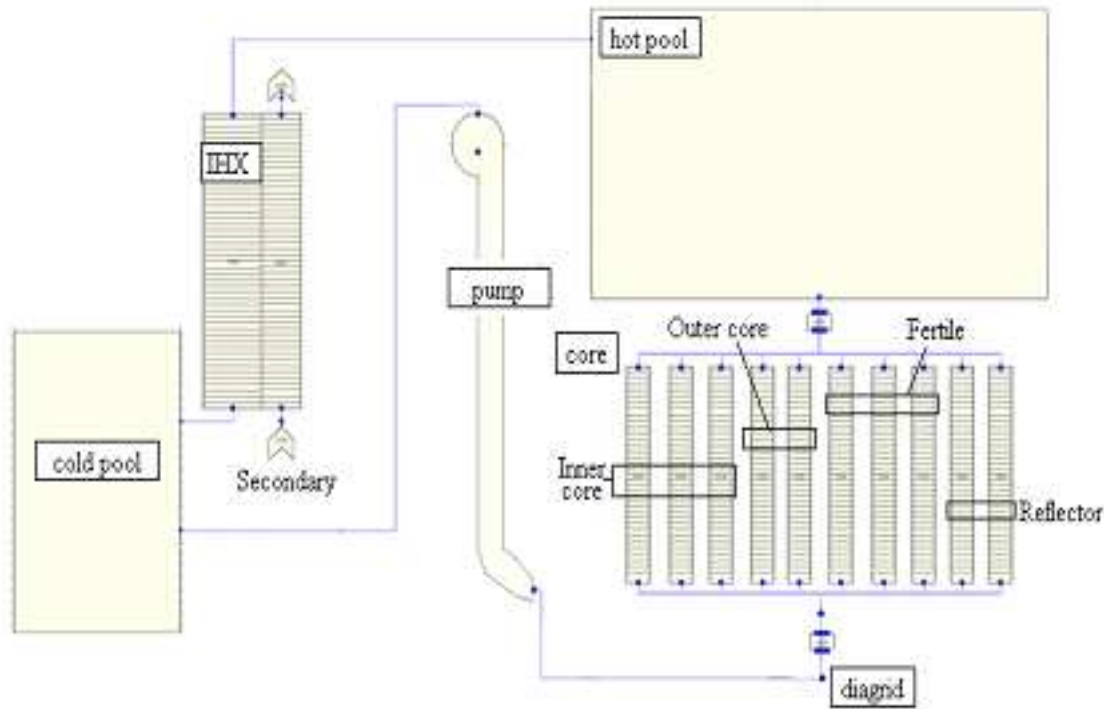 hot pool
IHX
pump
Outer core
Fertile
core
cold pool
Inner
core
Secondary
Reflector
diagrid